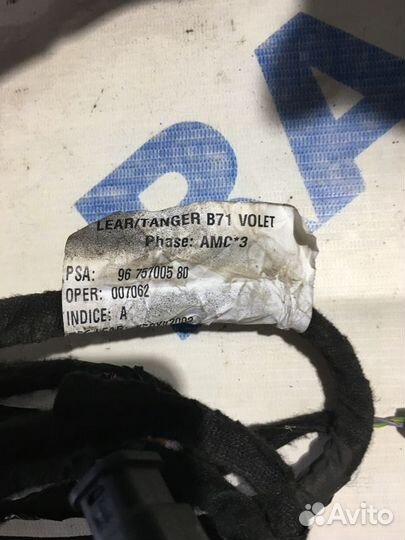 LEAR/TANGER B71 VOLET
Phase: AMC*3
PSA: 96 757005 80
OPER: 007062
INDICE: A
Avito